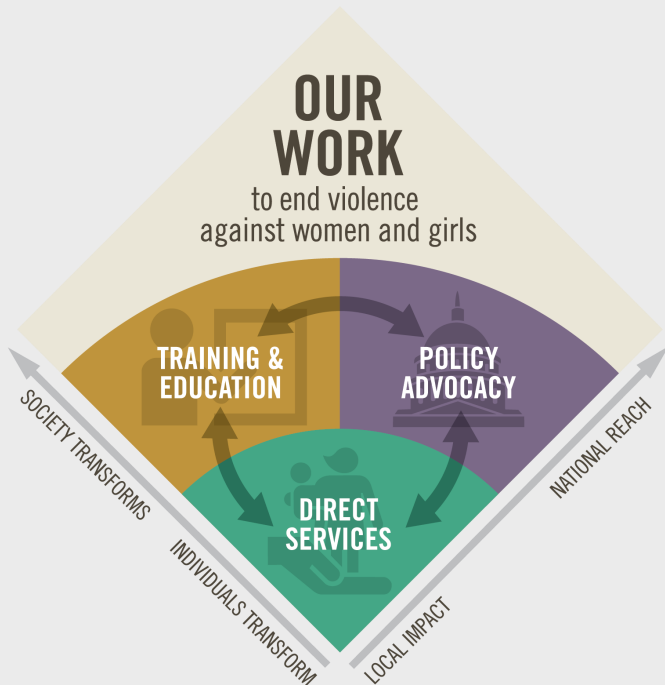 OUR
WORK
to end violence
against women and girls
TRAINING &
EDUCATION
POLICY
ADVOCACY
DIRECT
SERVICES
SOCIETY TRANSFORMS
INDIVIDUALS TRANSFORM
LOCAL IMPACT
NATIONAL REACH